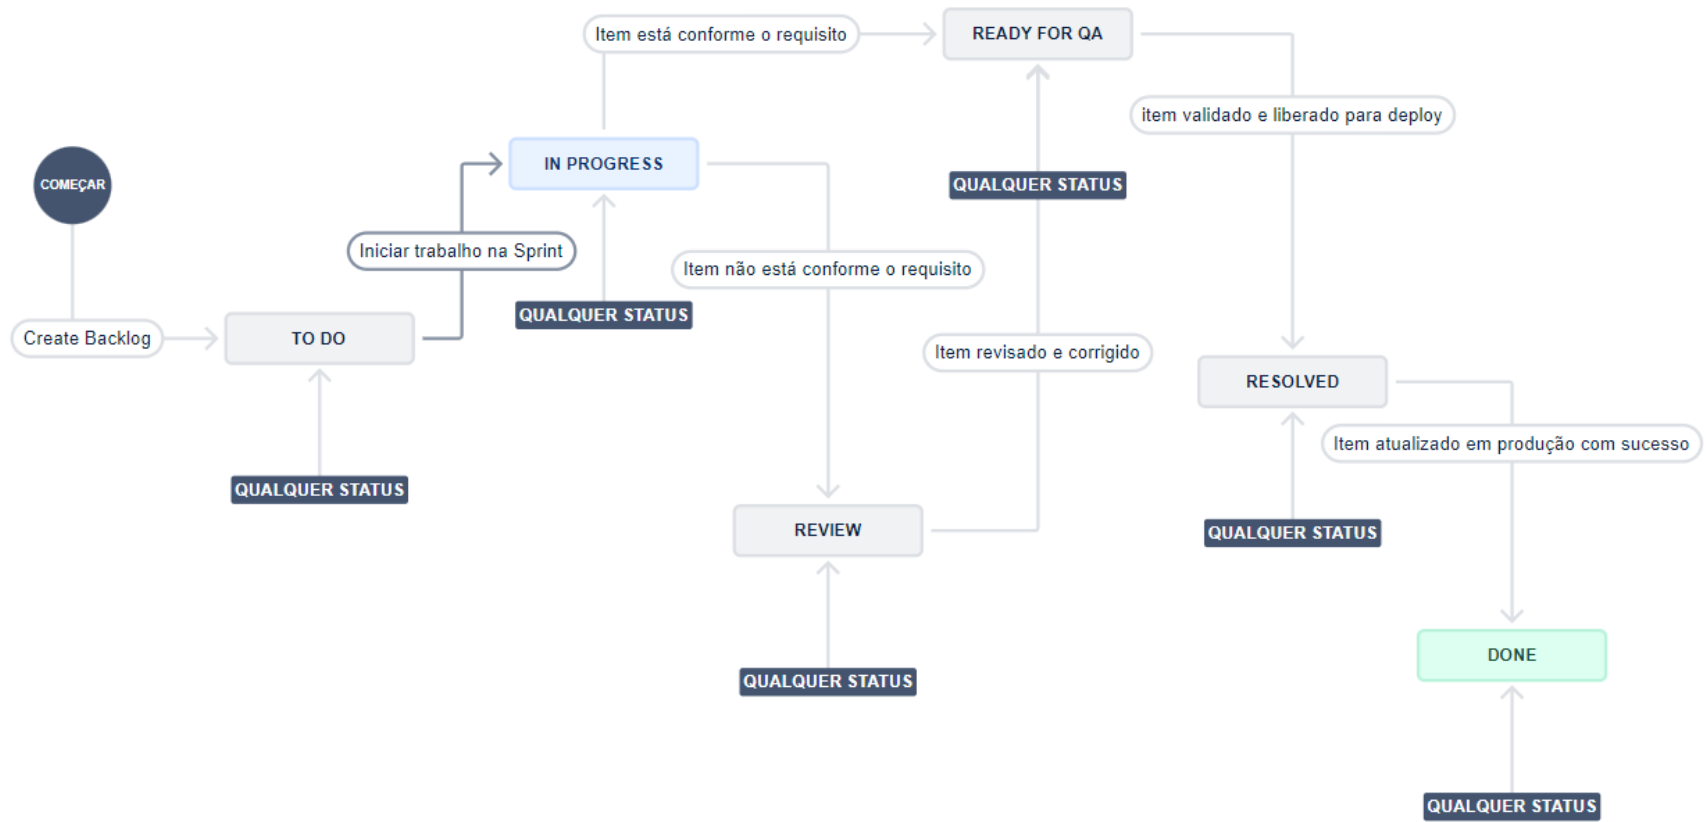 COMEÇAR
Create Backlog
TO DO
QUALQUER STATUS
Iniciar trabalho na Sprint
IN PROGRESS
QUALQUER STATUS
Item está conforme o requisito
READY FOR QA
QUALQUER STATUS
Item não está conforme o requisito
REVIEW
QUALQUER STATUS
Item revisado e corrigido
item validado e liberado para deploy
RESOLVED
QUALQUER STATUS
Item atualizado em produção com sucesso
DONE
QUALQUER STATUS